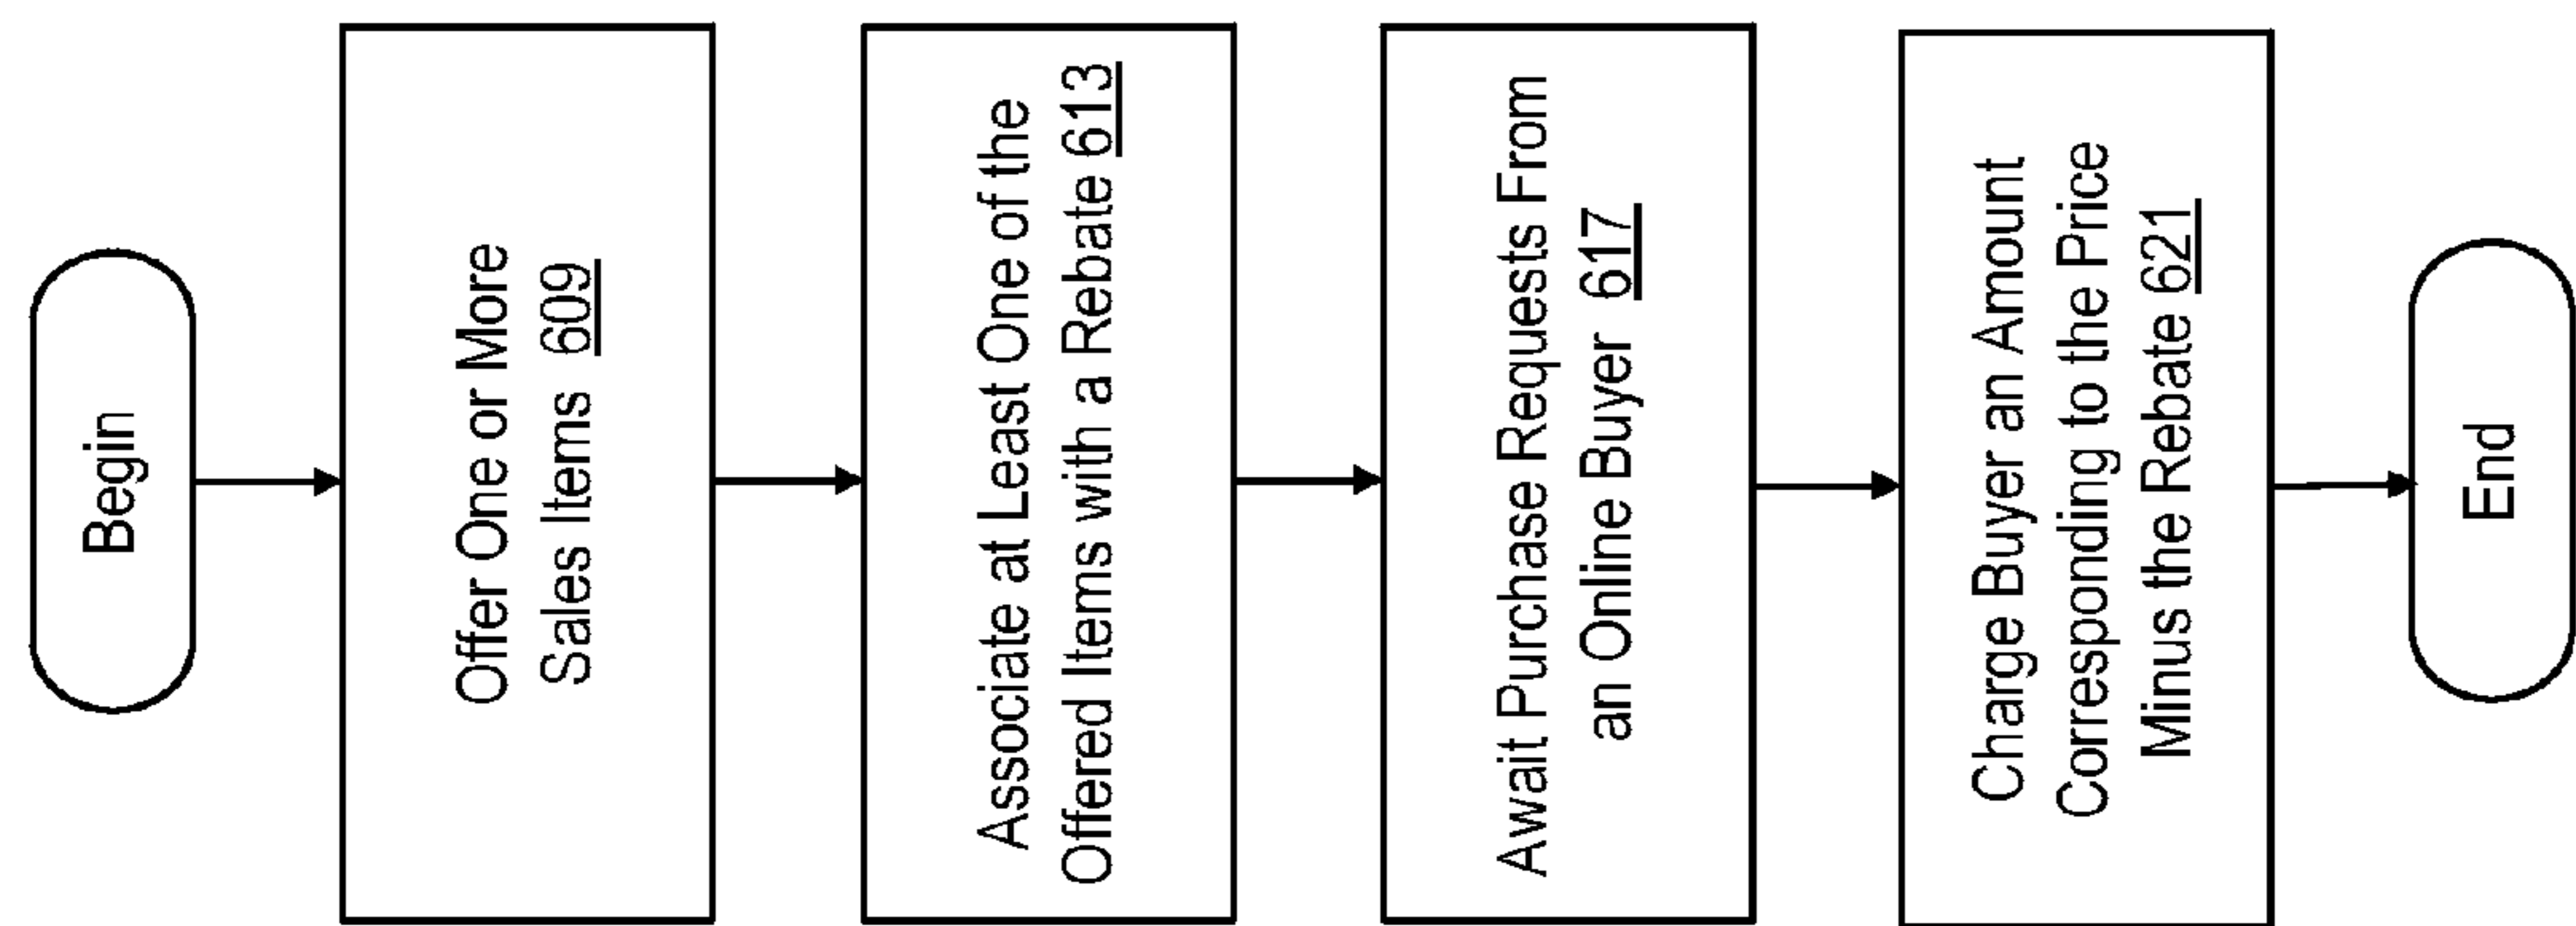 Begin
Offer One or More
Sales Items 609
Associate at Least One of the
Offered Items with a Rebate 613
Await Purchase Requests From
an Online Buyer 617
Charge Buyer an Amount
Corresponding to the Price
Minus the Rebate 621
End